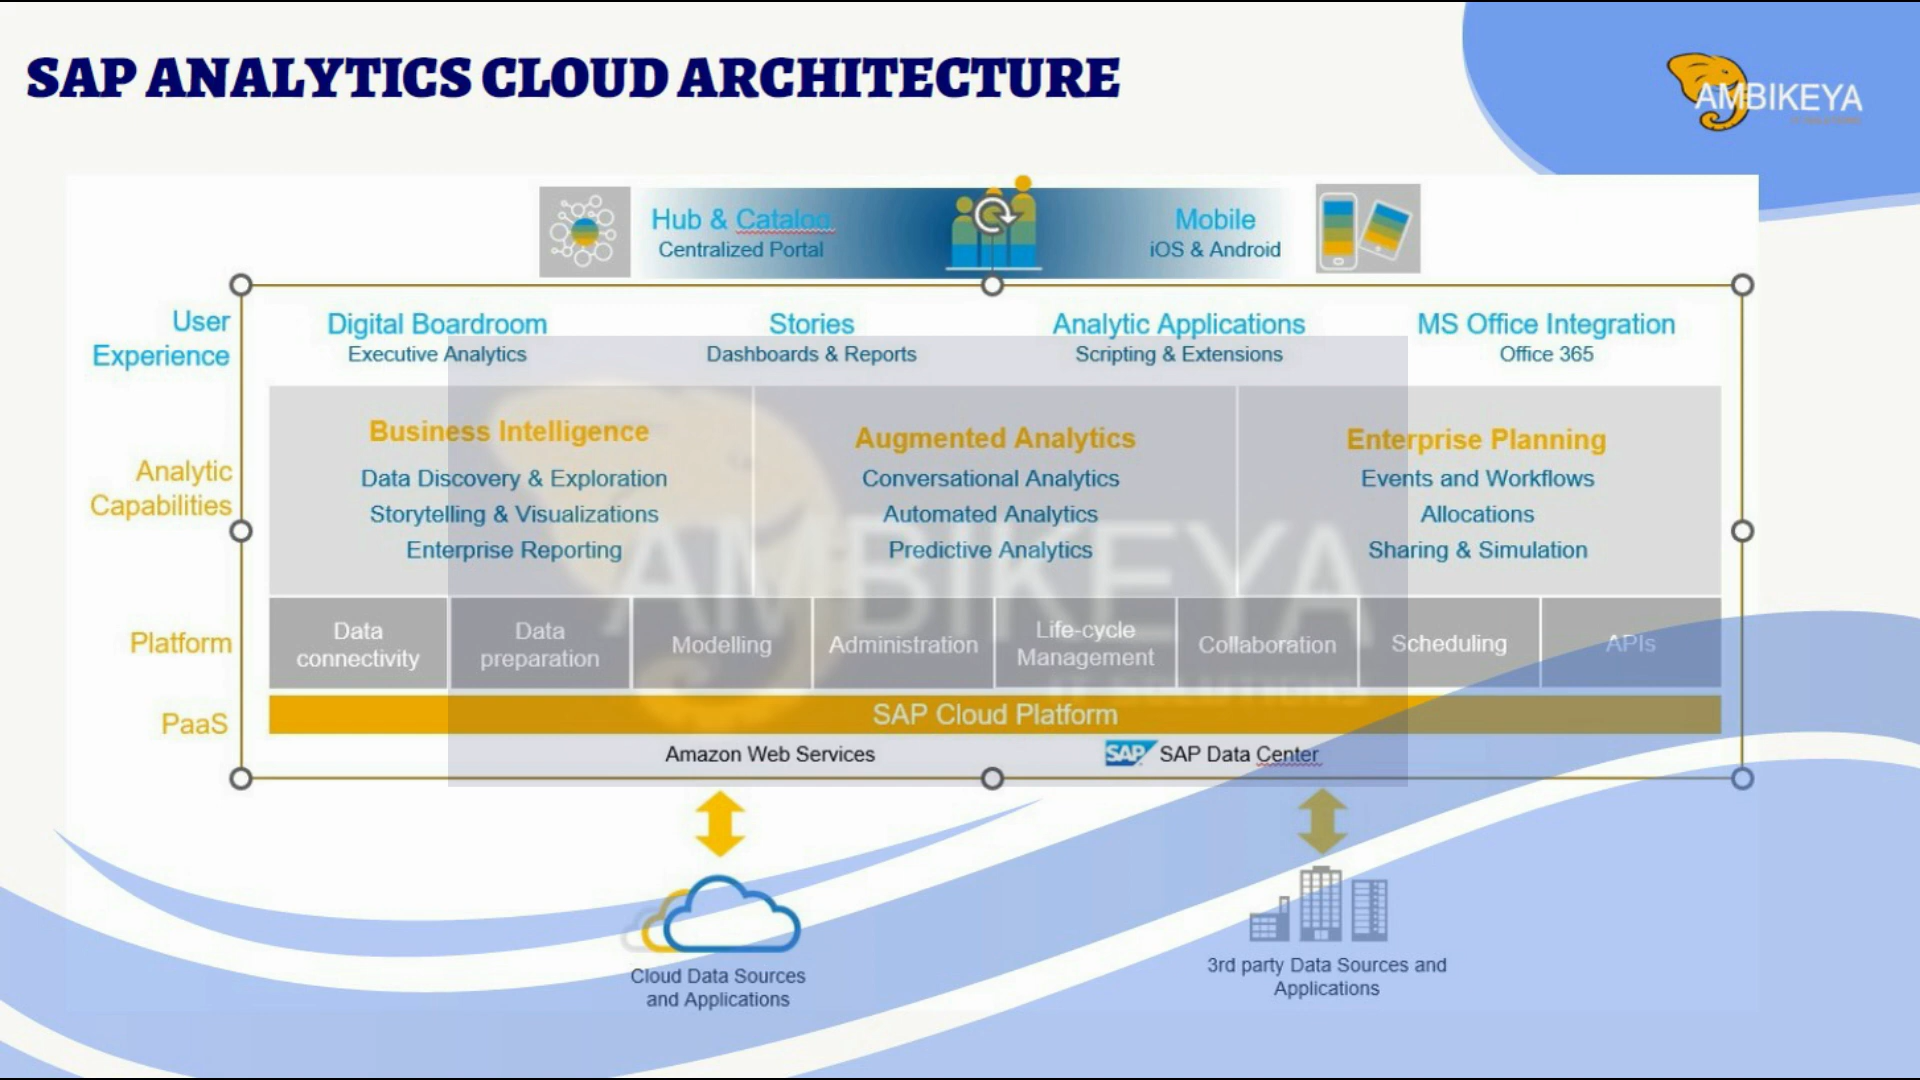 SAP ANALYTICS CLOUD ARCHITECTURE
AMBIKEYA
Hub & Catalog
Centralized Portal
Mobile
iOS & Android
User
Experience
Digital Boardroom
Executive Analytics
Stories
Dashboards & Reports
Analytic Applications
Scripting & Extensions
MS Office Integration
Office 365
Analytic
Capabilities
Business Intelligence
Data Discovery & Exploration
Storytelling & Visualizations
Enterprise Reporting
Augmented Analytics
Conversational Analytics
Automated Analytics
Predictive Analytics
Enterprise Planning
Events and Workflows
Allocations
Sharing & Simulation
AMBIKEYA
IT SOLUTIONS
Platform
Data
connectivity
Data
preparation
Modelling
Administration
Life-cycle
Management
Collaboration
Scheduling
APIs
PaaS
SAP Cloud Platform
Amazon Web Services
SAP SAP Data Center
Cloud Data Sources
and Applications
3rd party Data Sources and
Applications